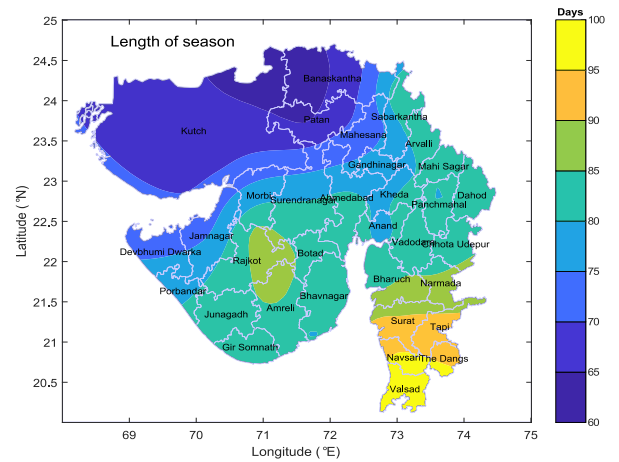 Days
Length of season
25
24,5
24
23,5
23
22,5
22
21,5
21
20,5
Latitude (°N)
100
95
90
85
80
75
70
65
60
Banaskantha
Patan
Sabarkantha
Kutch
Mahesana
Arvalli
Gandhinagar
Mahi Sagar
Morbi
Surendranagar
Ahmedabad
Kheda
Dahod
Panchmahal
Jamnagar
Anand
Devbhumi Dwarka
Vadodara
Chhota Udepur
Rajkot
Botad
Porbandar
Bharuch
Narmada
Bhavnagar
Junagadh
Amreli
Surat
Tapi
Gir Somnath
Navsari
The Dangs
Valsad
69
70
71
72
73
74
75
Longitude (°E)